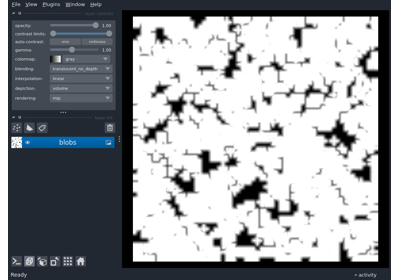 File View Plugins Window Help
opacity: 1.00
contrast limits:
auto-contrast: once continuous
gamma: 1.00
colormap: gray
blending: translucent_no_depth
interpolation: linear
depiction: volume
rendering: mip
blobs
Ready
activity